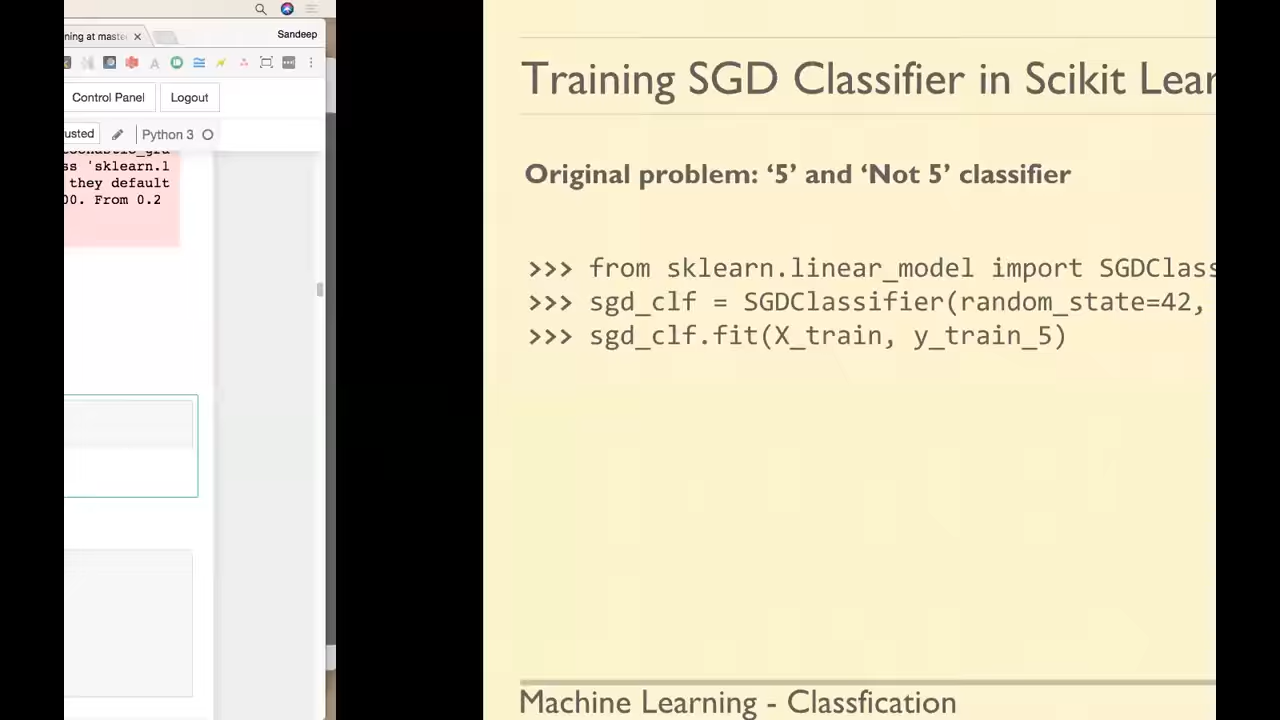 ning at maste
Sandeep
Control Panel
Logout
usted
Python 3
ss 'sklearn.l
they default
00. From 0.2
Training SGD Classifier in Scikit Lear
Original problem: ‘5’ and ‘Not 5’ classifier
>>> from sklearn.linear_model import SGDClass
>>> sgd_clf = SGDClassifier(random_state=42,
>>> sgd_clf.fit(X_train, y_train_5)
Machine Learning - Classfication